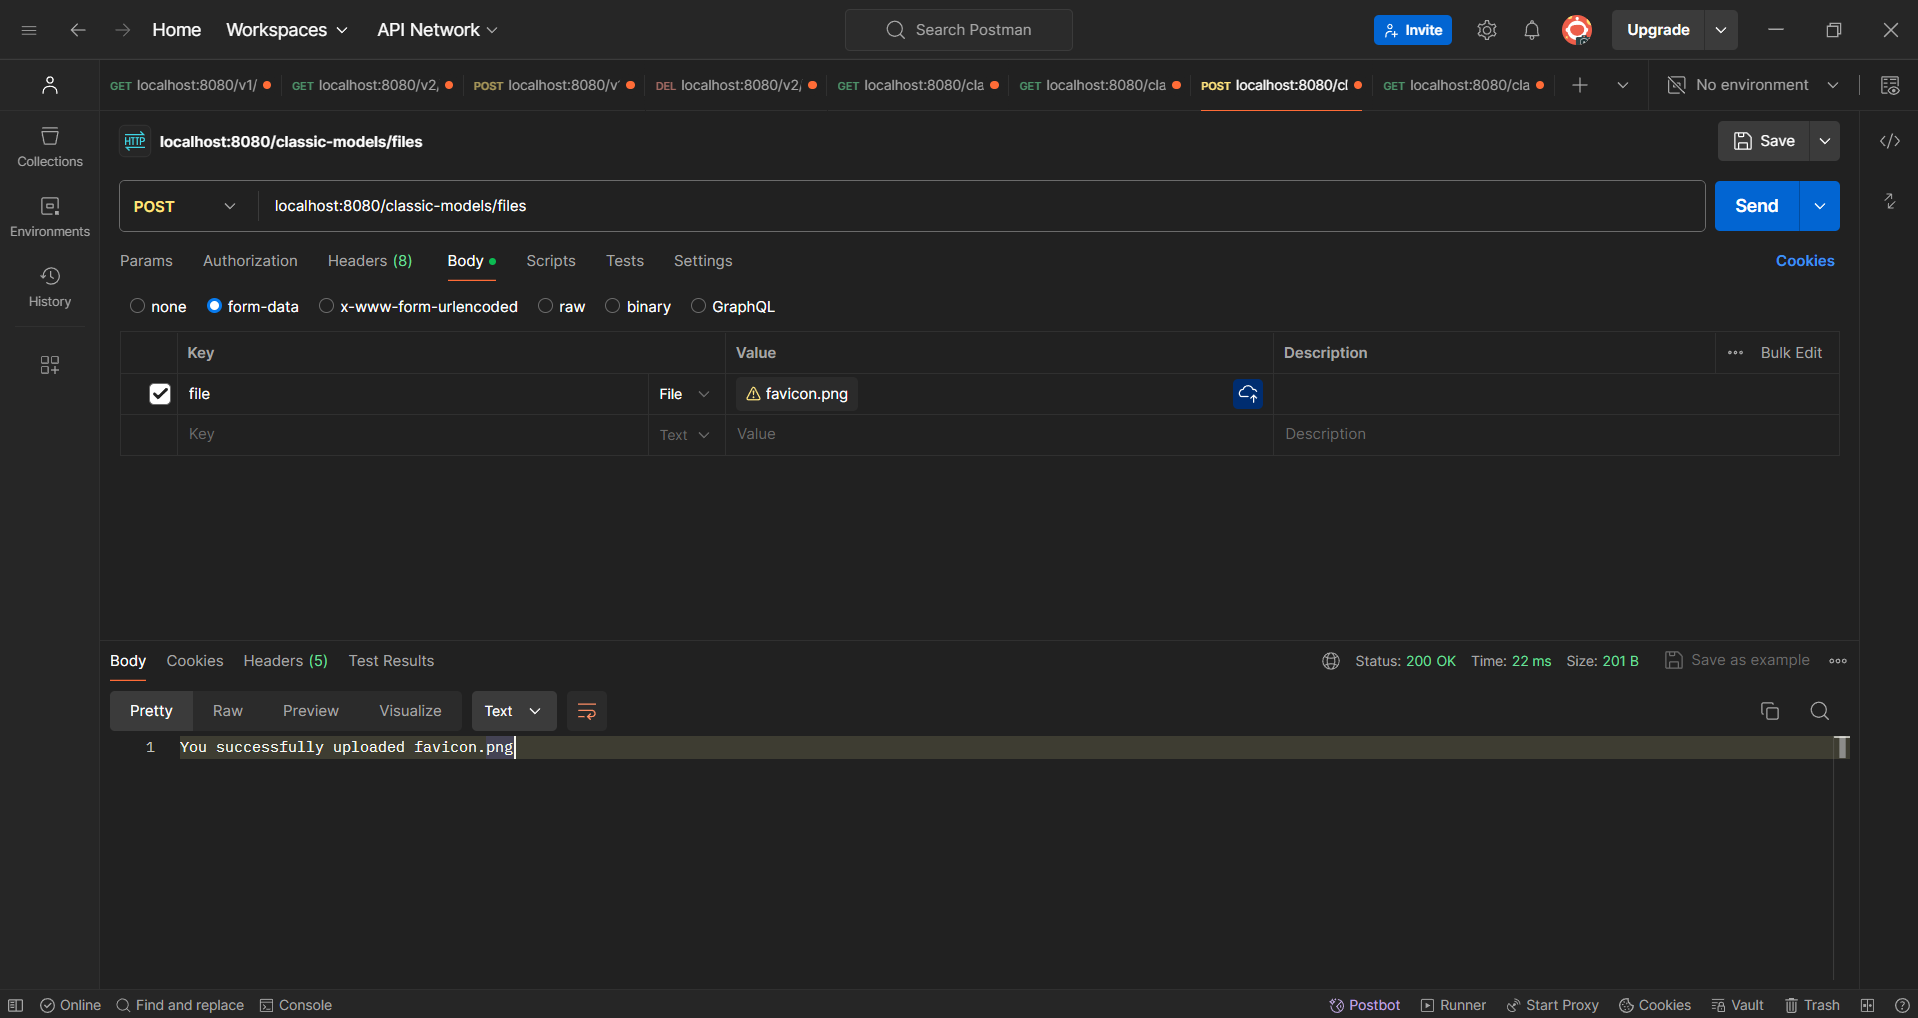 Home Workspaces API Network Search Postman Invite Upgrade
GET localhost:8080/v1/ GET localhost:8080/v2, POST localhost:8080/v' DEL localhost:8080/v2/ GET localhost:8080/cla GET localhost:8080/cla POST localhost:8080/cl GET localhost:8080/cla No environment
HTTP localhost:8080/classic-models/files Save
Collections
Environments
History
POST localhost:8080/classic-models/files Send
Params Authorization Headers (8) Body Scripts Tests Settings Cookies
none form-data x-www-form-urlencoded raw binary GraphQL
Key Value Description Bulk Edit
file File favicon.png
Key Text Value Description
Body Cookies Headers (5) Test Results Status: 200 OK Time: 22 ms Size: 201 B Save as example
Pretty Raw Preview Visualize Text
1 You successfully uploaded favicon.png
Online Find and replace Console Postbot Runner Start Proxy Cookies Vault Trash